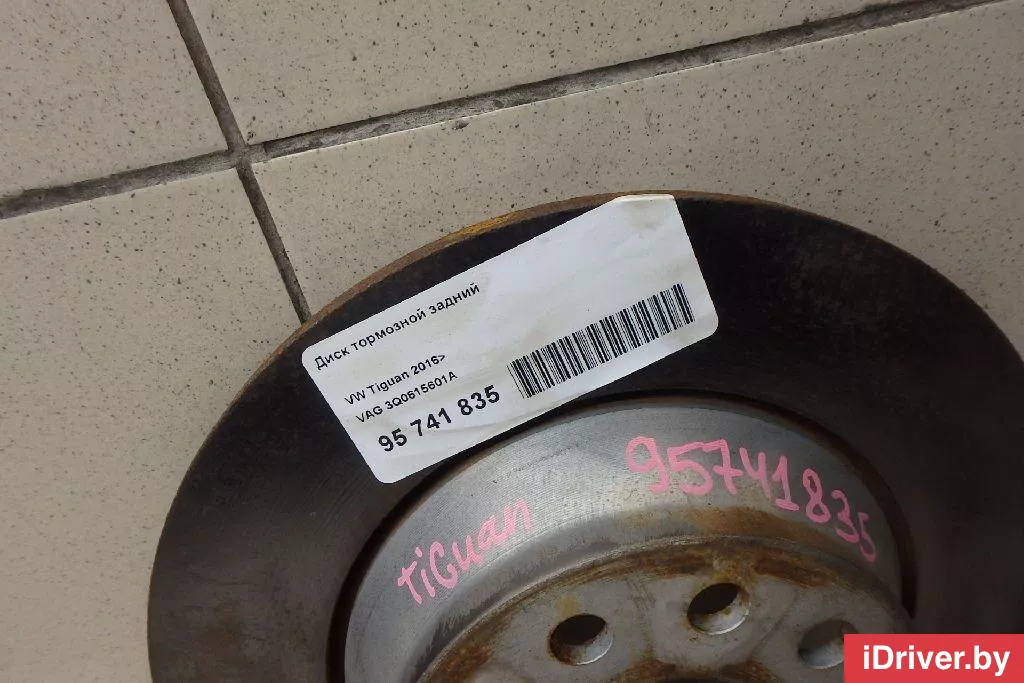 Диск тормозной задний
VW Tiguan 2016>
VAG 3Q0615601A
95 741 835
95741835
TiGuan
iDriver.by